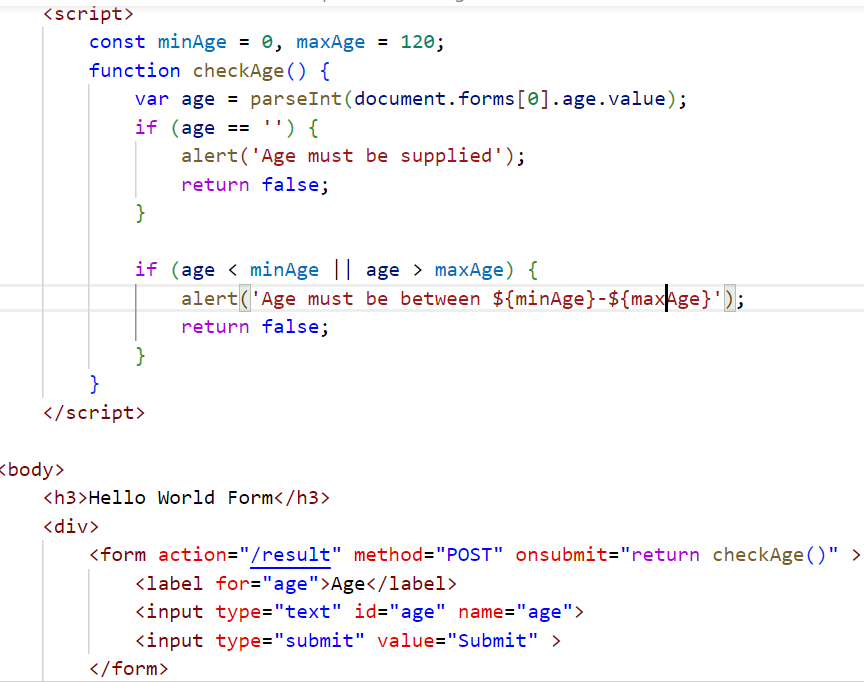 <script>
const minAge = 0, maxAge = 120;
function checkAge() {
var age = parseInt(document.forms[0].age.value);
if (age == '') {
alert('Age must be supplied');
return false;
}
if (age < minAge || age > maxAge) {
alert('Age must be between ${minAge}-${maxAge}');
return false;
}
}
</script>
<body>
<h3>Hello World Form</h3>
<div>
<form action="/result" method="POST" onsubmit="return checkAge()" >
<label for="age">Age</label>
<input type="text" id="age" name="age">
<input type="submit" value="Submit" >
</form>